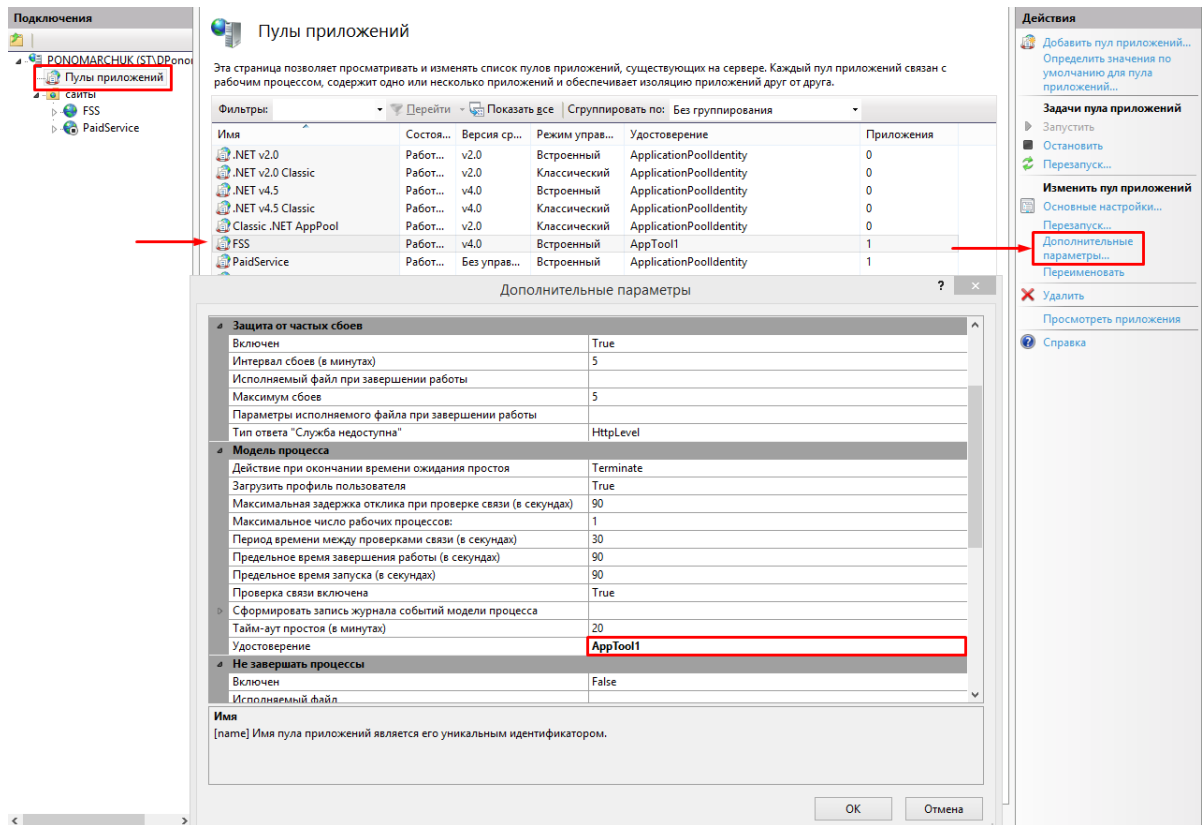 Подключения
PONOMARCHUK (ST\DPonor
Пулы приложений
сайты
FSS
PaidService
Пулы приложений
Эта страница позволяет просматривать и изменять список пулов приложений, существующих на сервере. Каждый пул приложений связан с
рабочим процессом, содержит одно или несколько приложений и обеспечивает изоляцию приложений друг от друга.
Фильтры: Перейти Показать все Сгруппировать по: Без группирования
Имя Состоя... Версия ср... Режим управ... Удостоверение Приложения
.NET v2.0 Работ... v2.0 Встроенный ApplicationPoolIdentity 0
.NET v2.0 Classic Работ... v2.0 Классический ApplicationPoolIdentity 0
.NET v4.5 Работ... v4.0 Встроенный ApplicationPoolIdentity 0
.NET v4.5 Classic Работ... v4.0 Классический ApplicationPoolIdentity 0
Classic .NET AppPool Работ... v2.0 Классический ApplicationPoolIdentity 0
FSS Работ... v4.0 Встроенный AppTool1 1
PaidService Работ... Без управ... Встроенный ApplicationPoolIdentity 1
Дополнительные параметры
?
Защита от частых сбоев
Включен True
Интервал сбоев (в минутах) 5
Исполняемый файл при завершении работы
Максимум сбоев 5
Параметры исполняемого файла при завершении работы
Тип ответа "Служба недоступна" HttpLevel
Модель процесса
Действие при окончании времени ожидания простоя Terminate
Загрузить профиль пользователя True
Максимальная задержка отклика при проверке связи (в секундах) 90
Максимальное число рабочих процессов: 1
Период времени между проверками связи (в секундах) 30
Предельное время завершения работы (в секундах) 90
Предельное время запуска (в секундах) 90
Проверка связи включена True
Сформировать запись журнала событий модели процесса
Тайм-аут простоя (в минутах) 20
Удостоверение AppTool1
Не завершать процессы
Включен False
Исполняемый файл
Имя
[name] Имя пула приложений является его уникальным идентификатором.
OK Отмена
Действия
Добавить пул приложений...
Определить значения по
умолчанию для пула
приложений...
Задачи пула приложений
Запустить
Остановить
Перезапуск...
Изменить пул приложений
Основные настройки...
Перезапуск...
Дополнительные
параметры...
Переименовать
Удалить
Просмотреть приложения
Справка